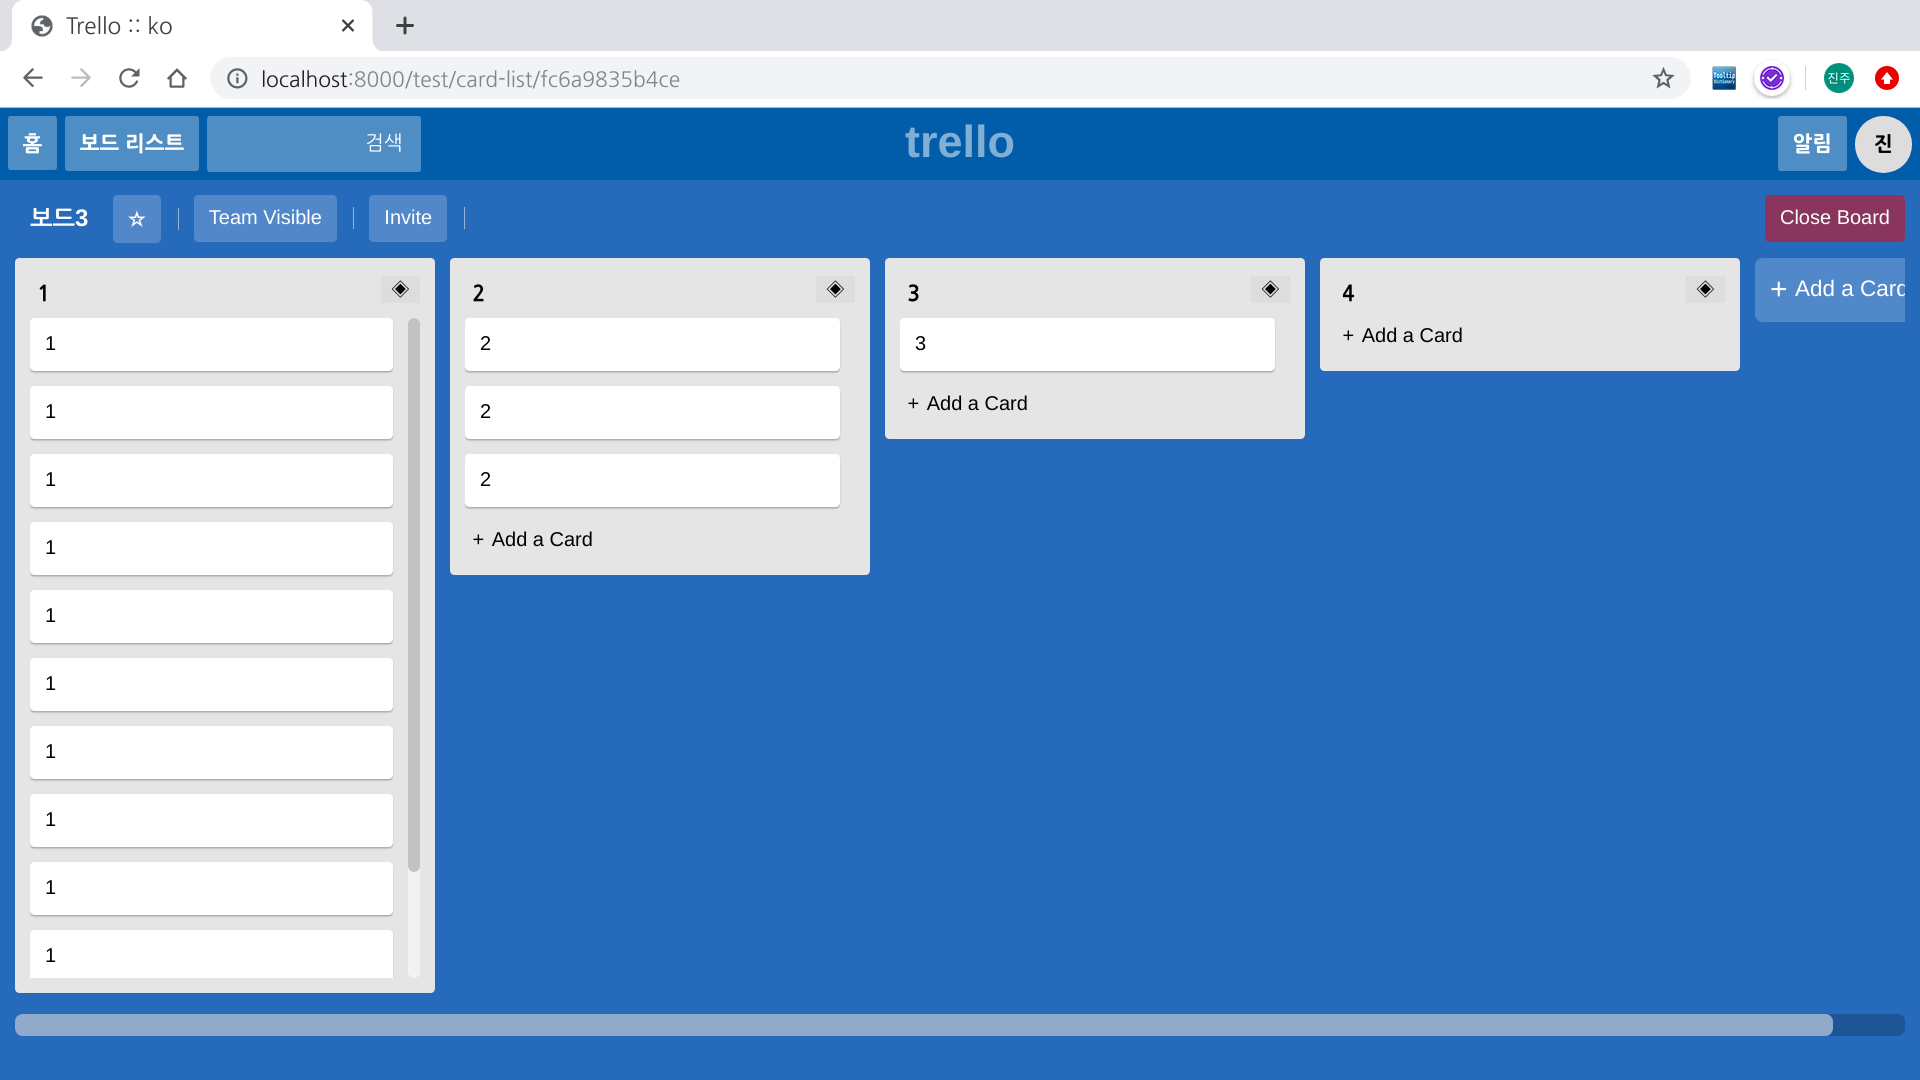 Trello :: ko
localhost:8000/test/card-list/fc6a9835b4ce
Tooltip
진주
홈
보드 리스트
검색
trello
알림
진
보드3
Team Visible
Invite
Close Board
1
1
1
1
1
1
1
1
1
1
1
2
2
2
2
+ Add a Card
3
3
+ Add a Card
4
+ Add a Card
+ Add a Card